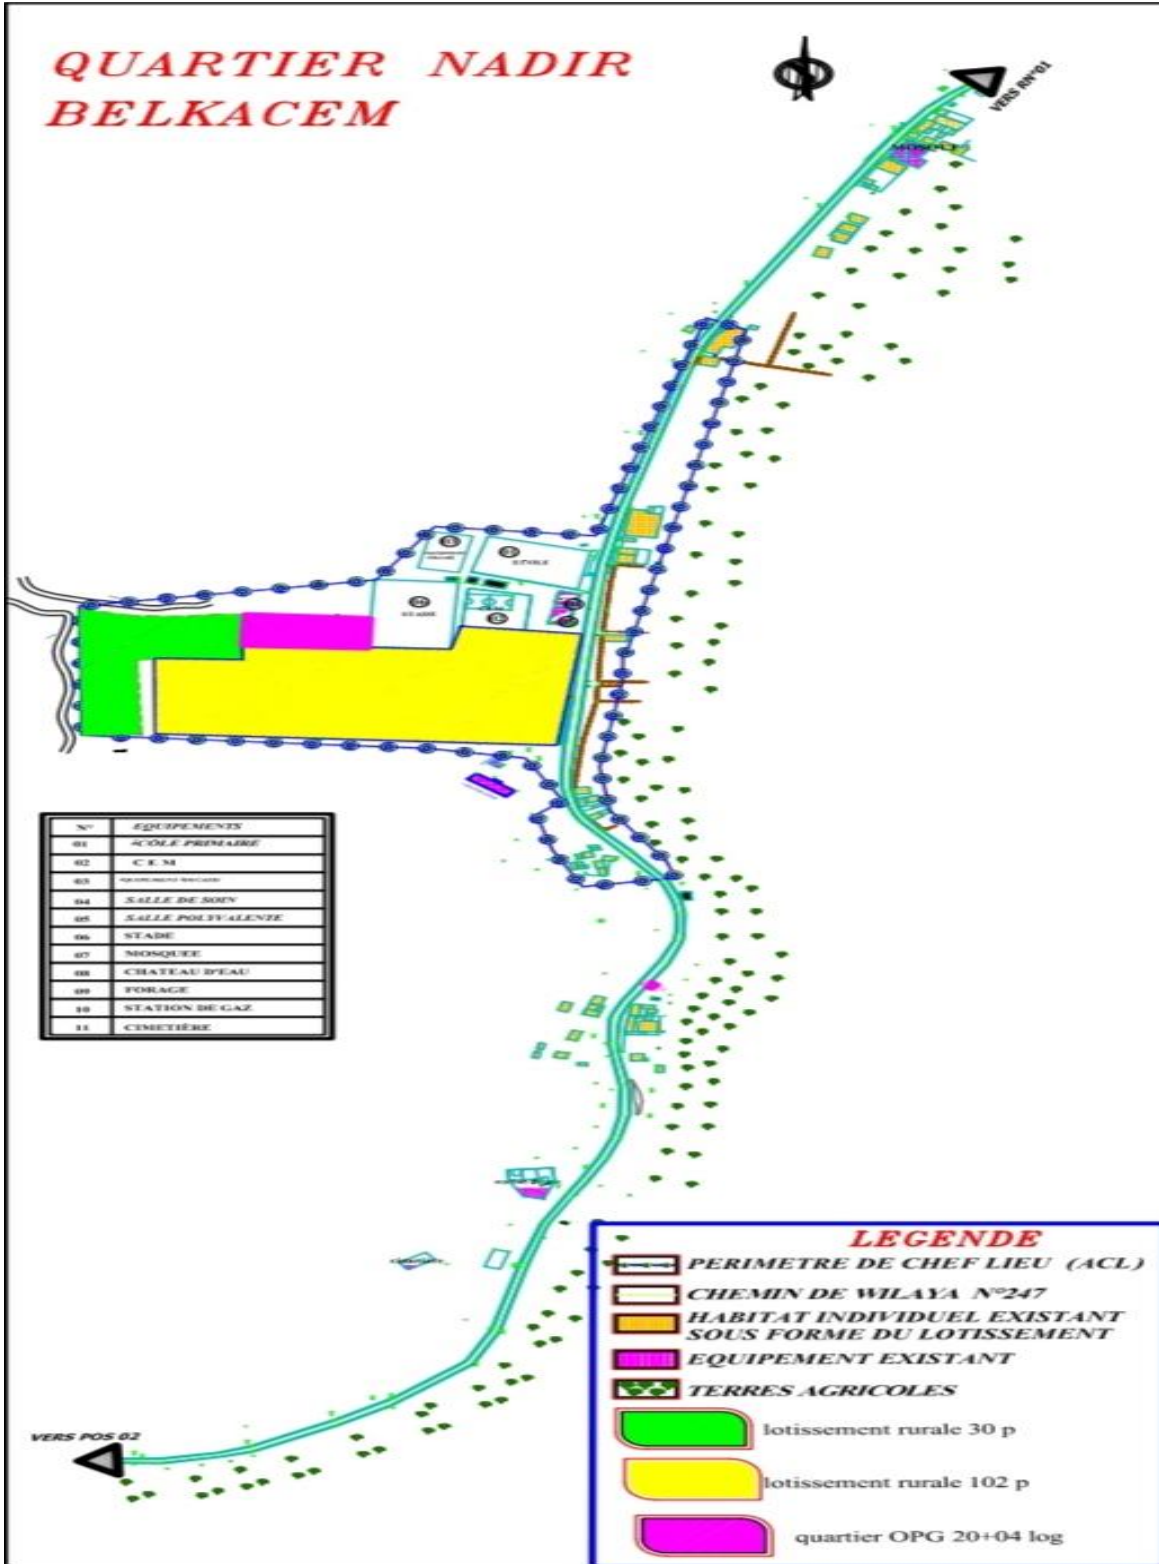 QUARTIER NADIR
BELKACEM
VERS RN°01
MOSQUE
STADE
N° EQUIPEMENTS
01 ÉCOLE PRIMAIRE
02 C E M
03
04 SALLE DE SOIN
05 SALLE POLYVALENTE
06 STADE
07 MOSQUEE
08 CHATEAU D'EAU
09 FORAGE
10 STATION DE GAZ
11 CIMETIÈRE
VERS POS 02
LEGENDE
PERIMETRE DE CHEF LIEU (ACL)
CHEMIN DE WILAYA N°247
HABITAT INDIVIDUEL EXISTANT
SOUS FORME DU LOTISSEMENT
EQUIPEMENT EXISTANT
TERRES AGRICOLES
lotissement rurale 30 p
lotissement rurale 102 p
quartier OPG 20+04 log